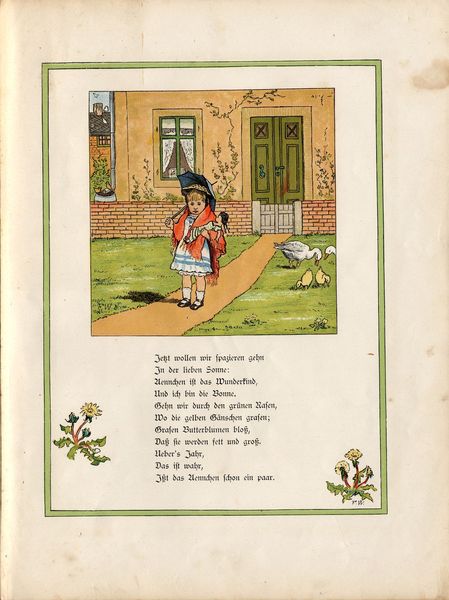 Jetzt wollen wir spazieren gehn
In der lieben Sonne:
Aennchen ist das Wunderkind,
Und ich bin die Bonne.
Gehn wir durch den grünen Rasen,
Wo die gelben Gänschen grasen;
Grasen Butterblumen bloß,
Daß sie werden fett und groß.
Ueber's Jahr,
Das ist wahr,
Ißt das Aennchen schon ein paar.